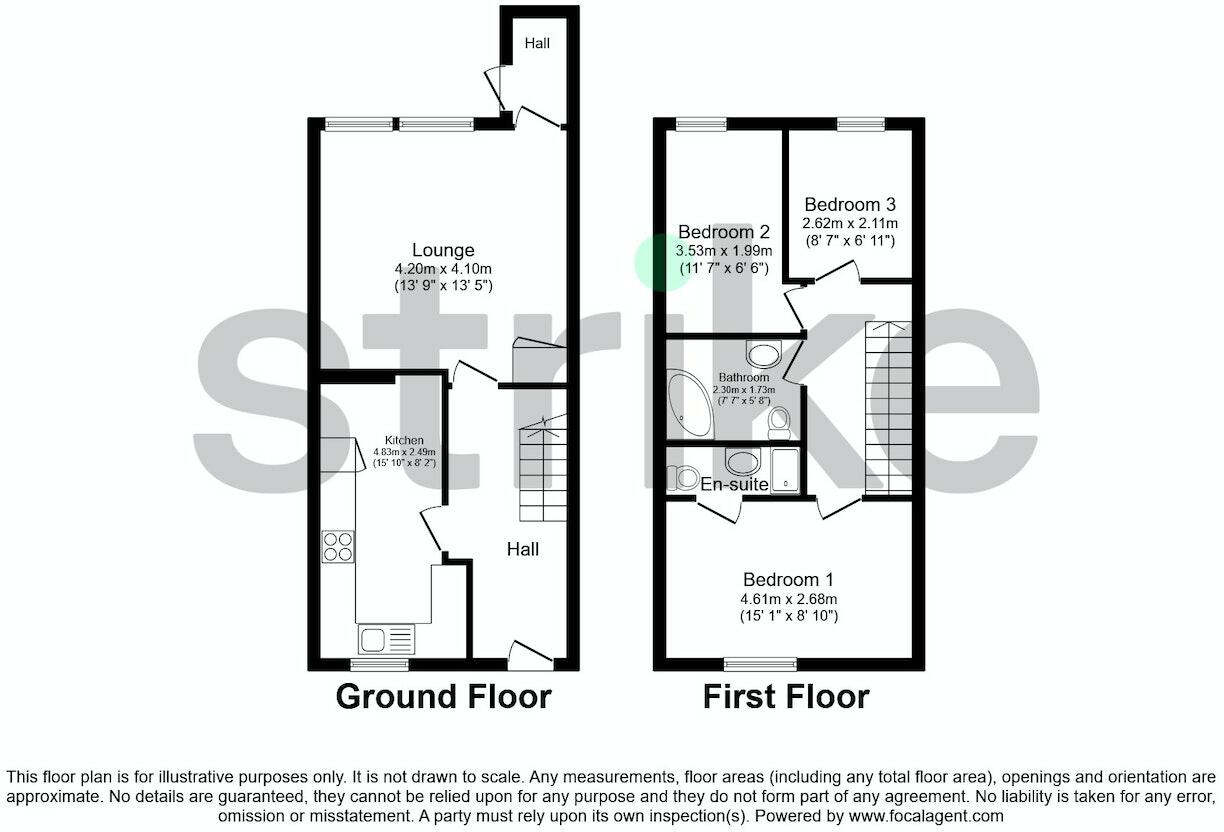 Hall
Lounge
4.20m x 4.10m
(13' 9" x 13' 5")
Kitchen
4.83m x 2.49m
(15' 10" x 8' 2")
Hall
Ground Floor
Bedroom 2
3.53m x 1.99m
(11' 7" x 6' 6")
Bedroom 3
2.62m x 2.11m
(8' 7" x 6' 11")
Bathroom
2.30m x 1.73m
(7' 7" x 5' 8")
En-suite
Bedroom 1
4.61m x 2.68m
(15' 1" x 8' 10")
First Floor
strike
This floor plan is for illustrative purposes only. It is not drawn to scale. Any measurements, floor areas (including any total floor area), openings and orientation are
approximate. No details are guaranteed, they cannot be relied upon for any purpose and they do not form part of any agreement. No liability is taken for any error,
omission or misstatement. A party must rely upon its own inspection(s). Powered by www.focalagent.com